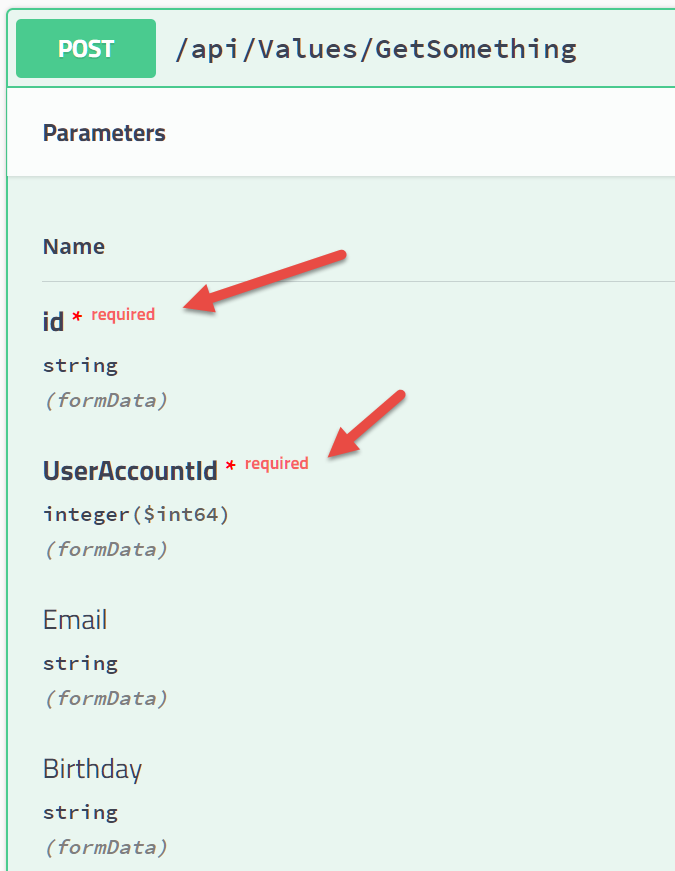 POST /api/Values/GetSomething
Parameters
Name
id * required
string
(formData)
UserAccountId * required
integer($int64)
(formData)
Email
string
(formData)
Birthday
string
(formData)